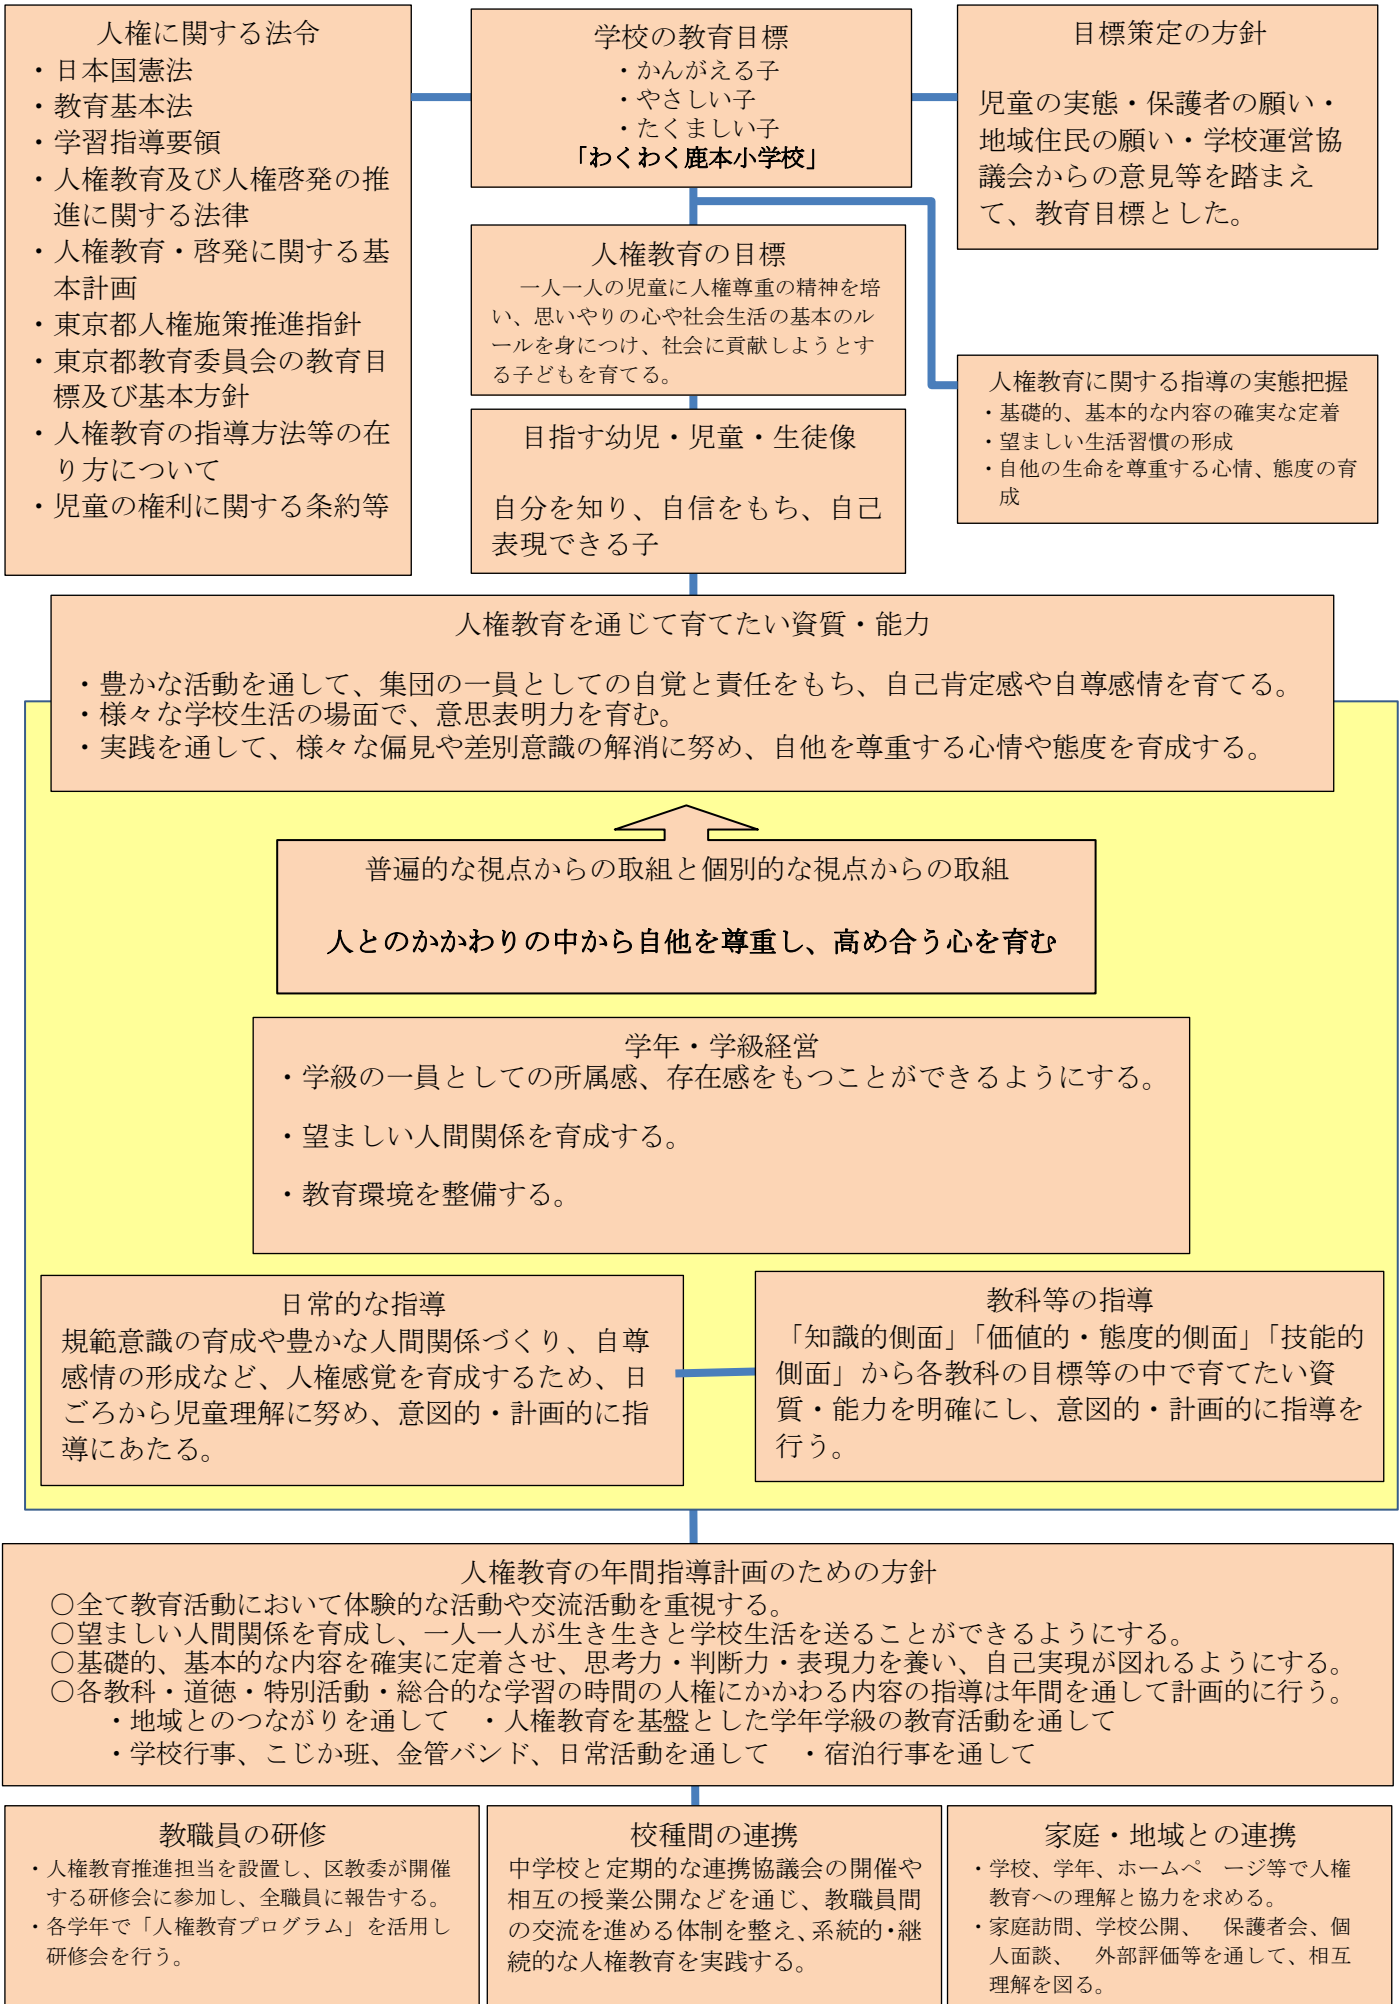 人権に関する法令
・日本国憲法
・教育基本法
・学習指導要領
・人権教育及び人権啓発の推
進に関する法律
・人権教育・啓発に関する基
本計画
・東京都人権施策推進指針
・東京都教育委員会の教育目
標及び基本方針
・人権教育の指導方法等の在
り方について
・児童の権利に関する条約等
学校の教育目標
・かんがえる子
・やさしい子
・たくましい子
「わくわく鹿本小学校」
目標策定の方針
児童の実態・保護者の願い・
地域住民の願い・学校運営協
議会からの意見等を踏まえ
て、教育目標とした。
人権教育の目標
一人一人の児童に人権尊重の精神を培
い、思いやりの心や社会生活の基本のル
ールを身につけ、社会に貢献しようとす
る子どもを育てる。
人権教育に関する指導の実態把握
・基礎的、基本的な内容の確実な定着
・望ましい生活習慣の形成
・自他の生命を尊重する心情、態度の育
成
目指す幼児・児童・生徒像
自分を知り、自信をもち、自己
表現できる子
人権教育を通じて育てたい資質・能力
・豊かな活動を通して、集団の一員としての自覚と責任をもち、自己肯定感や自尊感情を育てる。
・様々な学校生活の場面で、意思表明力を育む。
・実践を通して、様々な偏見や差別意識の解消に努め、自他を尊重する心情や態度を育成する。
普遍的な視点からの取組と個別的な視点からの取組
人とのかかわりの中から自他を尊重し、高め合う心を育む
学年・学級経営
・学級の一員としての所属感、存在感をもつことができるようにする。
・望ましい人間関係を育成する。
・教育環境を整備する。
日常的な指導
規範意識の育成や豊かな人間関係づくり、自尊
感情の形成など、人権感覚を育成するため、日
ごろから児童理解に努め、意図的・計画的に指
導にあたる。
教科等の指導
「知識的側面」「価値的・態度的側面」「技能的
側面」から各教科の目標等の中で育てたい資
質・能力を明確にし、意図的・計画的に指導を
行う。
人権教育の年間指導計画のための方針
○全て教育活動において体験的な活動や交流活動を重視する。
○望ましい人間関係を育成し、一人一人が生き生きと学校生活を送ることができるようにする。
○基礎的、基本的な内容を確実に定着させ、思考力・判断力・表現力を養い、自己実現が図れるようにする。
○各教科・道徳・特別活動・総合的な学習の時間の人権にかかわる内容の指導は年間を通して計画的に行う。
・地域とのつながりを通して　・人権教育を基盤とした学年学級の教育活動を通して
・学校行事、こじか班、金管バンド、日常活動を通して　・宿泊行事を通して
教職員の研修
・人権教育推進担当を設置し、区教委が開催
する研修会に参加し、全職員に報告する。
・各学年で「人権教育プログラム」を活用し
研修会を行う。
校種間の連携
中学校と定期的な連携協議会の開催や
相互の授業公開などを通じ、教職員間
の交流を進める体制を整え、系統的・継
続的な人権教育を実践する。
家庭・地域との連携
・学校、学年、ホームペ　ージ等で人権
教育への理解と協力を求める。
・家庭訪問、学校公開、　保護者会、個
人面談、　外部評価等を通して、相互
理解を図る。